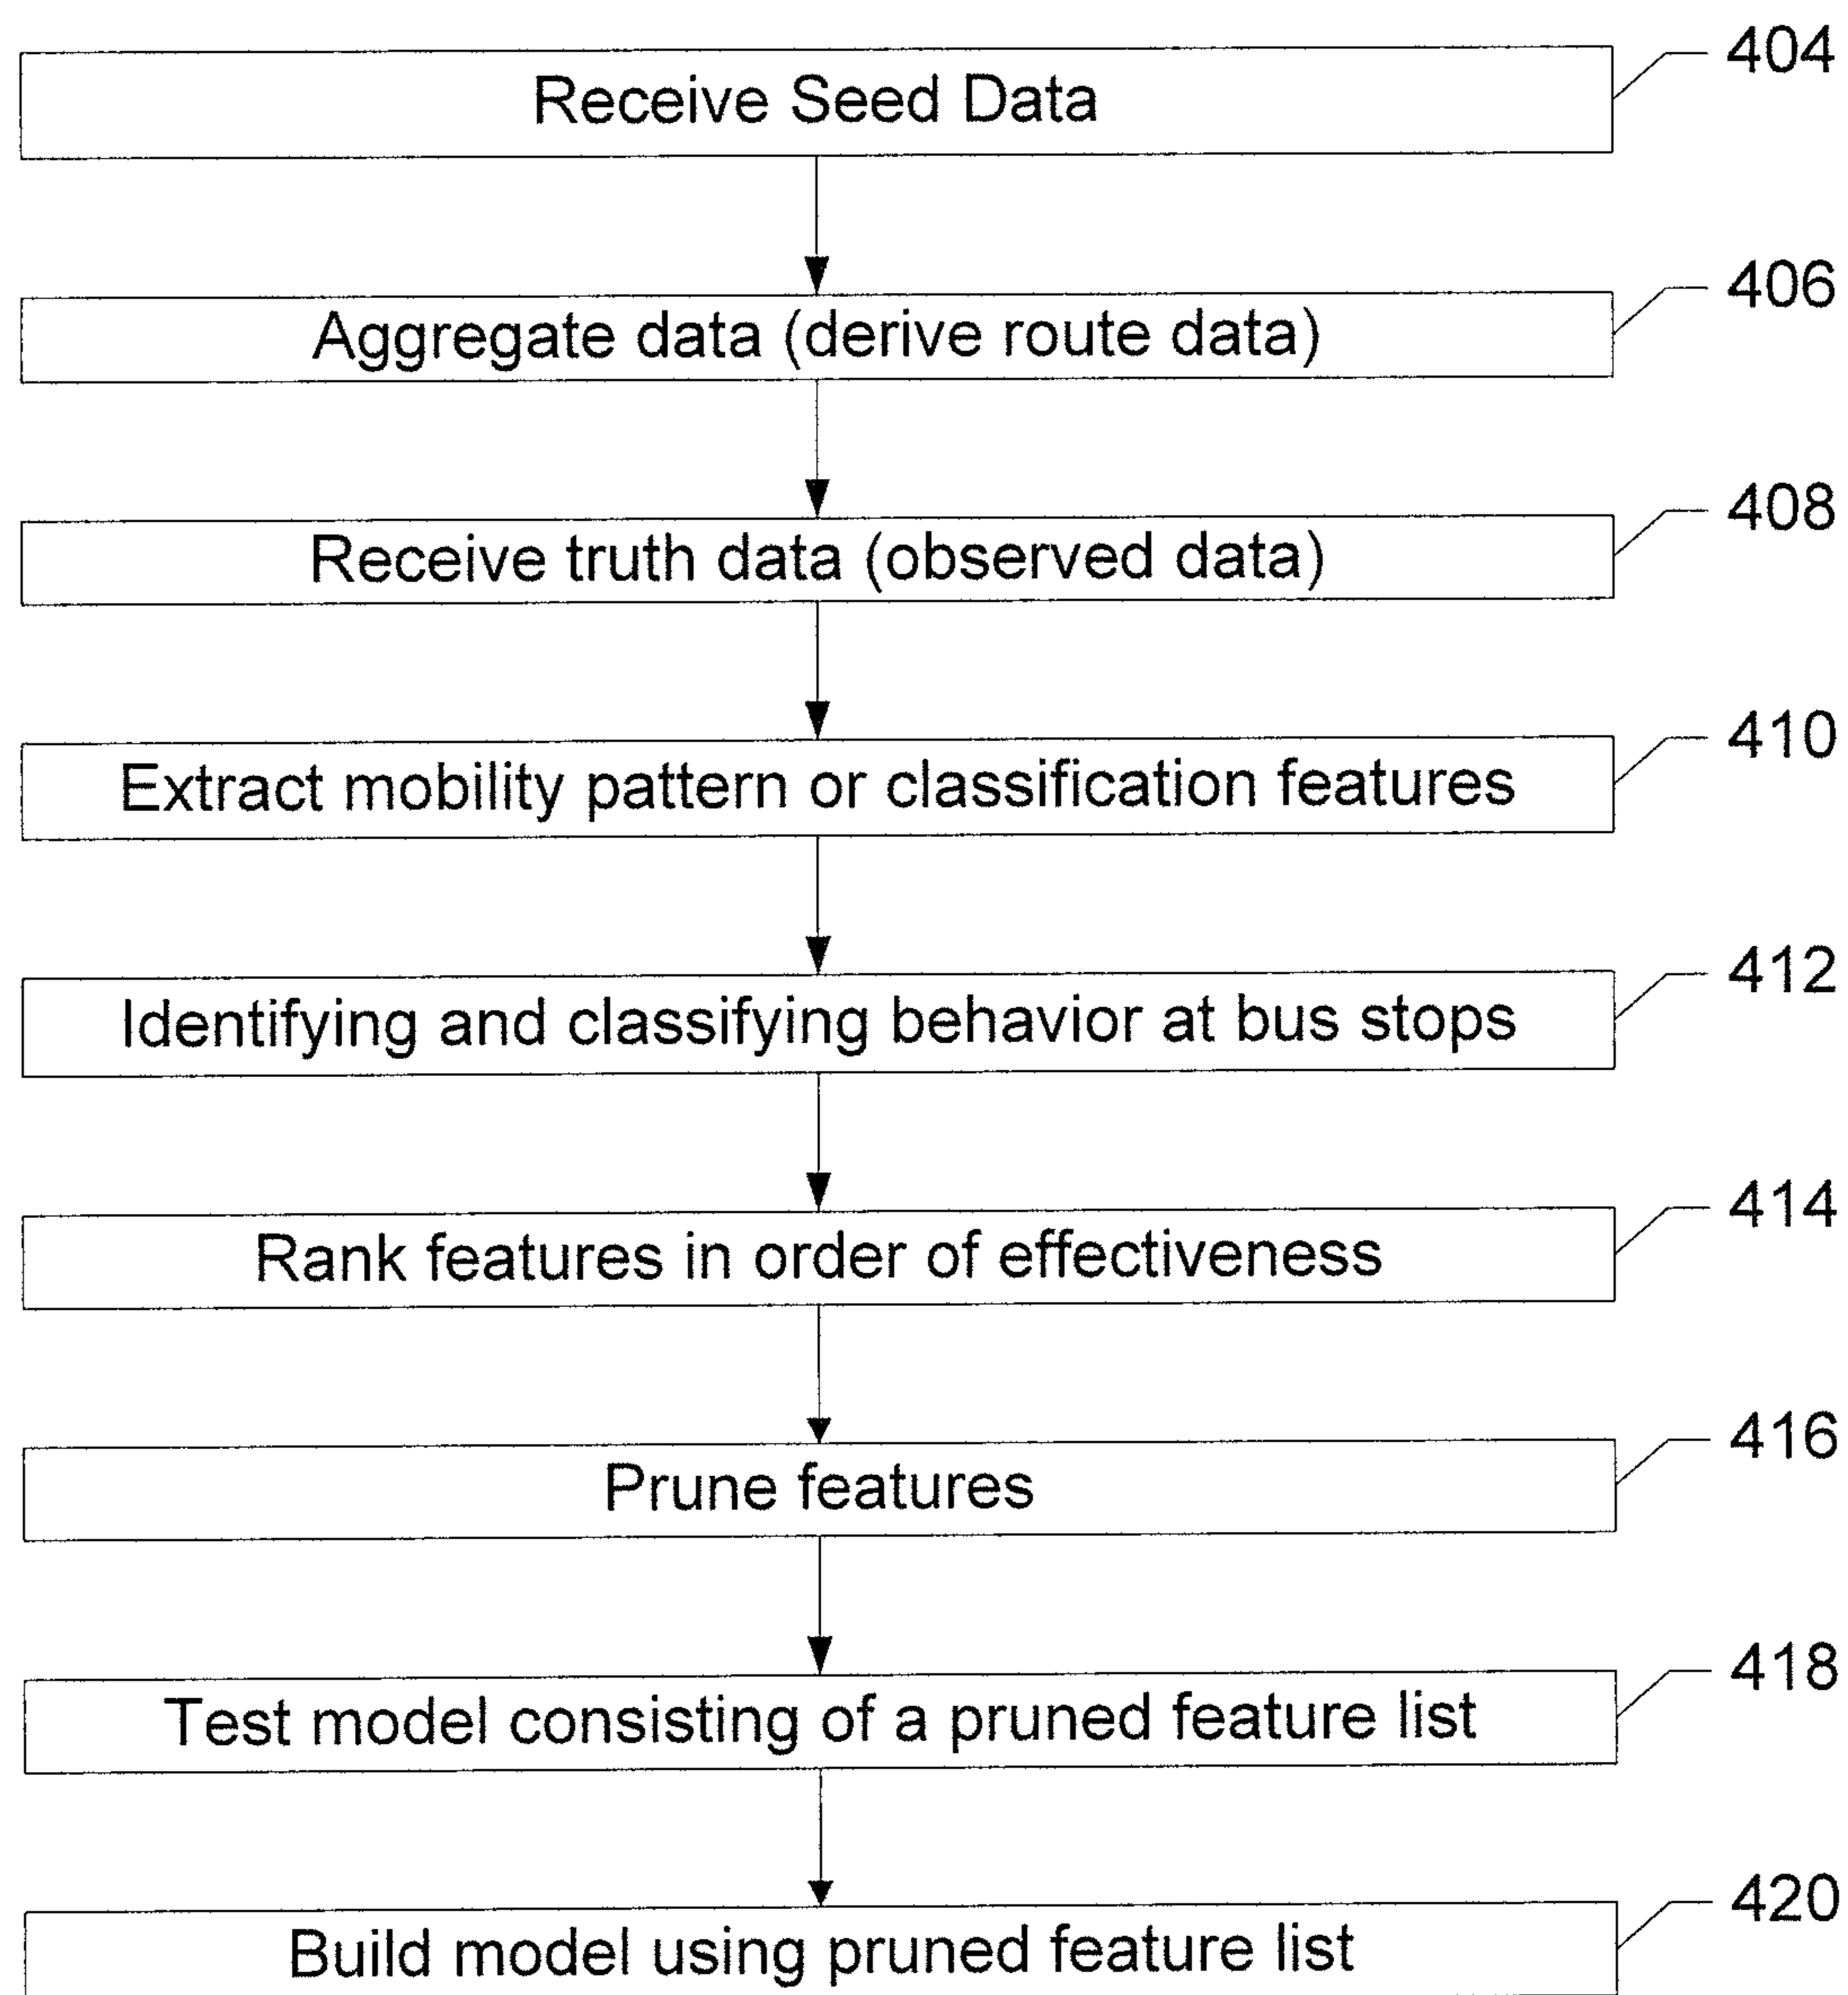 Receive Seed Data
404
Aggregate data (derive route data)
406
Receive truth data (observed data)
408
Extract mobility pattern or classification features
410
Identifying and classifying behavior at bus stops
412
Rank features in order of effectiveness
414
Prune features
416
Test model consisting of a pruned feature list
418
Build model using pruned feature list
420